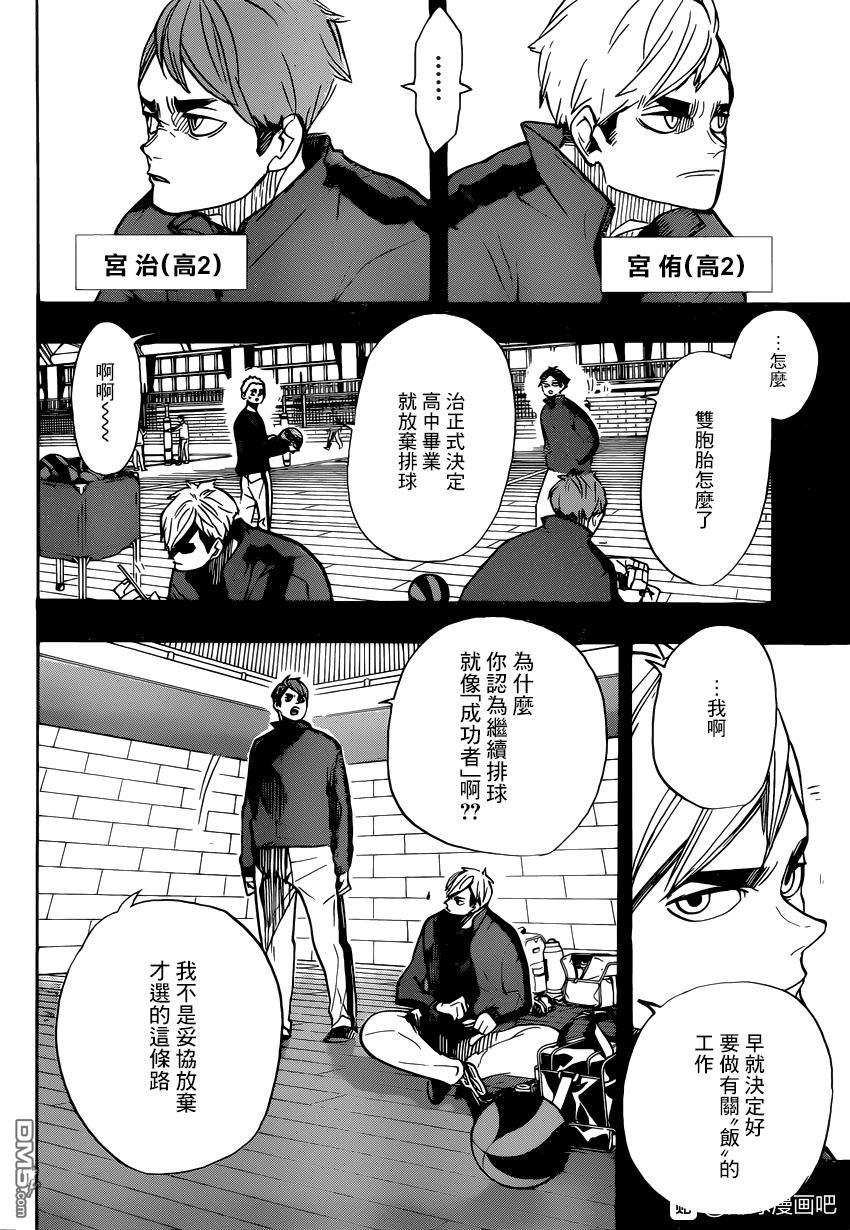 ……
宮 侑(高2)
宮 治(高2)
…怎麼
雙胞胎怎麼了
治正式決定
高中畢業
就放棄排球
啊啊~~~
…我啊
早就決定好
要做有關〝飯〞的
工作
為什麼
你認為繼續排球
就像「成功者」啊??
我不是妥協放棄
才選的這條路
DM5.com
漫画吧